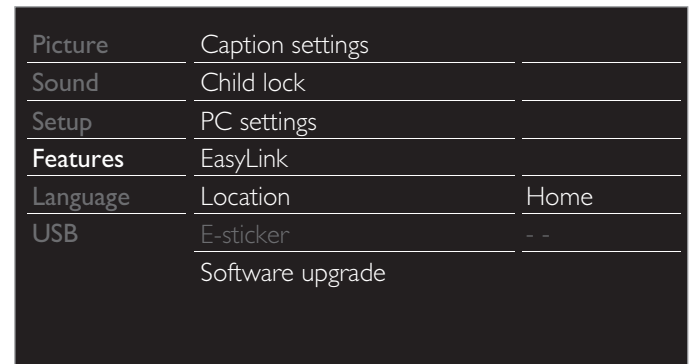 Picture Caption settings
Sound Child lock
Setup PC settings
Features EasyLink
Language Location Home
USB E-sticker - -
Software upgrade